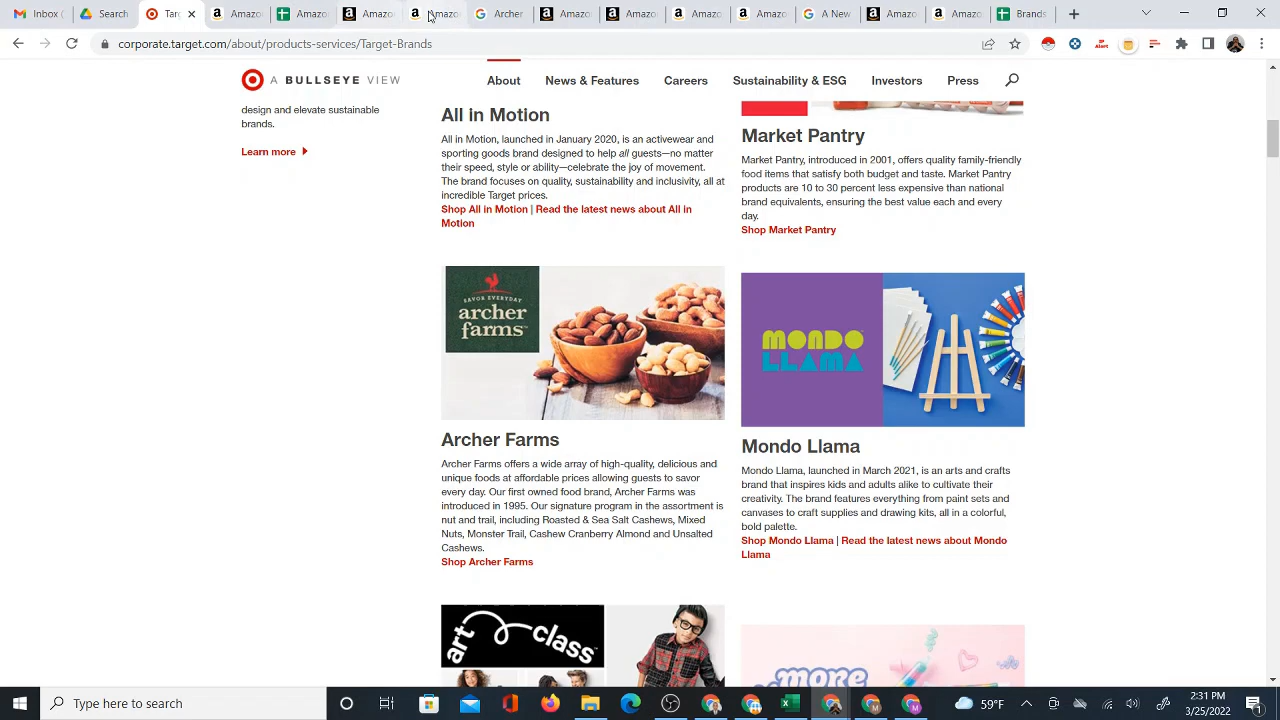 Inbox
Searc
Targ
Amazo
Amazo
Amazo
Amazo
Amazo
Amazo
Amazo
Amazo
Amazo
A Nev
Amazo
Amazo
Brands
corporate.target.com/about/products-services/Target-Brands
A BULLSEYE VIEW
About
News & Features
Careers
Sustainability & ESG
Investors
Press
design and elevate sustainable
brands.
Learn more
All in Motion
All in Motion, launched in January 2020, is an activewear and
sporting goods brand designed to help all guests—no matter
their speed, style or ability—celebrate the joy of movement.
The brand focuses on quality, sustainability and inclusivity, all at
incredible Target prices.
Shop All in Motion | Read the latest news about All in
Motion
Market Pantry
Market Pantry, introduced in 2001, offers quality family-friendly
food items that satisfy both budget and taste. Market Pantry
products are 10 to 30 percent less expensive than national
brand equivalents, ensuring the best value each and every
day.
Shop Market Pantry
SAVOR EVERYDAY
archer
farms™
Archer Farms
Archer Farms offers a wide array of high-quality, delicious and
unique foods at affordable prices allowing guests to savor
every day. Our first owned food brand, Archer Farms was
introduced in 1995. Our signature program in the assortment is
nut and trail, including Roasted & Sea Salt Cashews, Mixed
Nuts, Monster Trail, Cashew Cranberry Almond and Unsalted
Cashews.
Shop Archer Farms
MONDO
LLAMA
Mondo Llama
Mondo Llama, launched in March 2021, is an arts and crafts
brand that inspires kids and adults alike to cultivate their
creativity. The brand features everything from paint sets and
canvases to craft supplies and drawing kits, all in a colorful,
bold palette.
Shop Mondo Llama | Read the latest news about Mondo
Llama
art class™
more
Type here to search
59°F
2:31 PM
3/25/2022